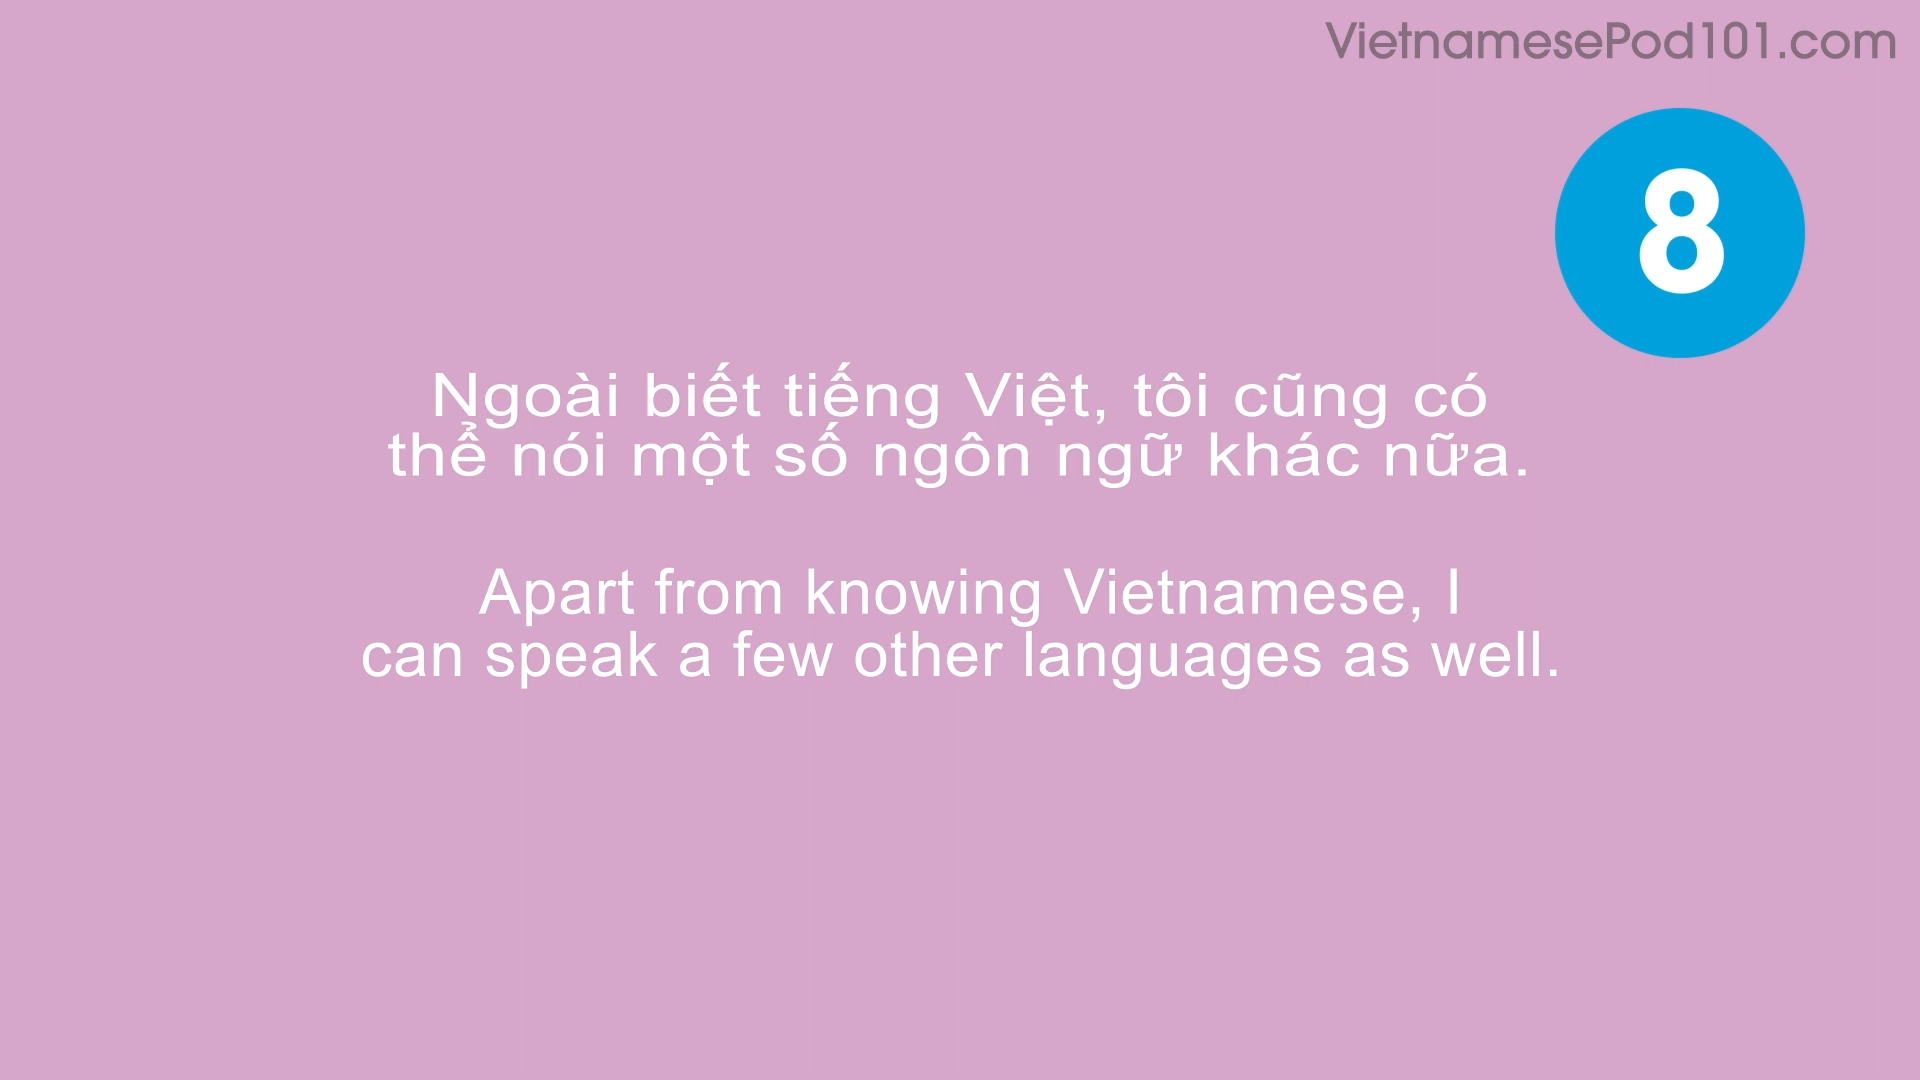 VietnamesePod101.com
8
Ngoài biết tiếng Việt, tôi cũng có
thể nói một số ngôn ngữ khác nữa.
Apart from knowing Vietnamese, I
can speak a few other languages as well.